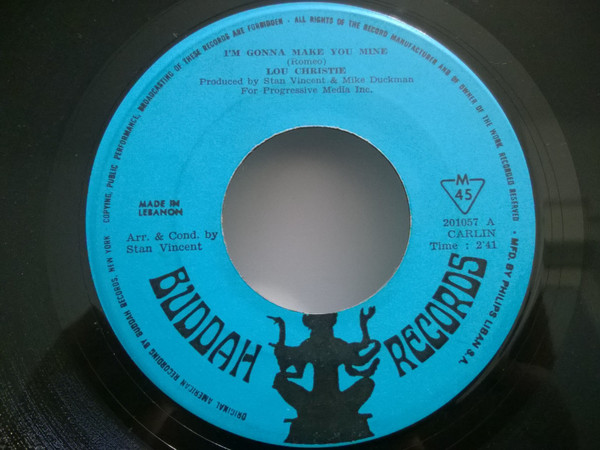 I'M GONNA MAKE YOU MINE
(Romeo)
LOU CHRISTIE
Produced by Stan Vincent & Mike Duckman
For Progressive Media Inc.
MADE IN
LEBANON
Arr. & Cond. by
Stan Vincent
M
45
201057 A
CARLIN
Time : 2'41
BUDDAH RECORDS
ORIGINAL AMERICAN RECORDING BY BUDDAH RECORDS, NEW YORK COPYING, PUBLIC PERFORMANCE, BROADCASTING OF THESE RECORDS ARE FORBIDDEN - ALL RIGHTS OF THE RECORD MANUFACTURER AND OF OWNER OF THE WORK RECORDED RESERVED • MFD. BY PHILIPS LIBAN S.A.